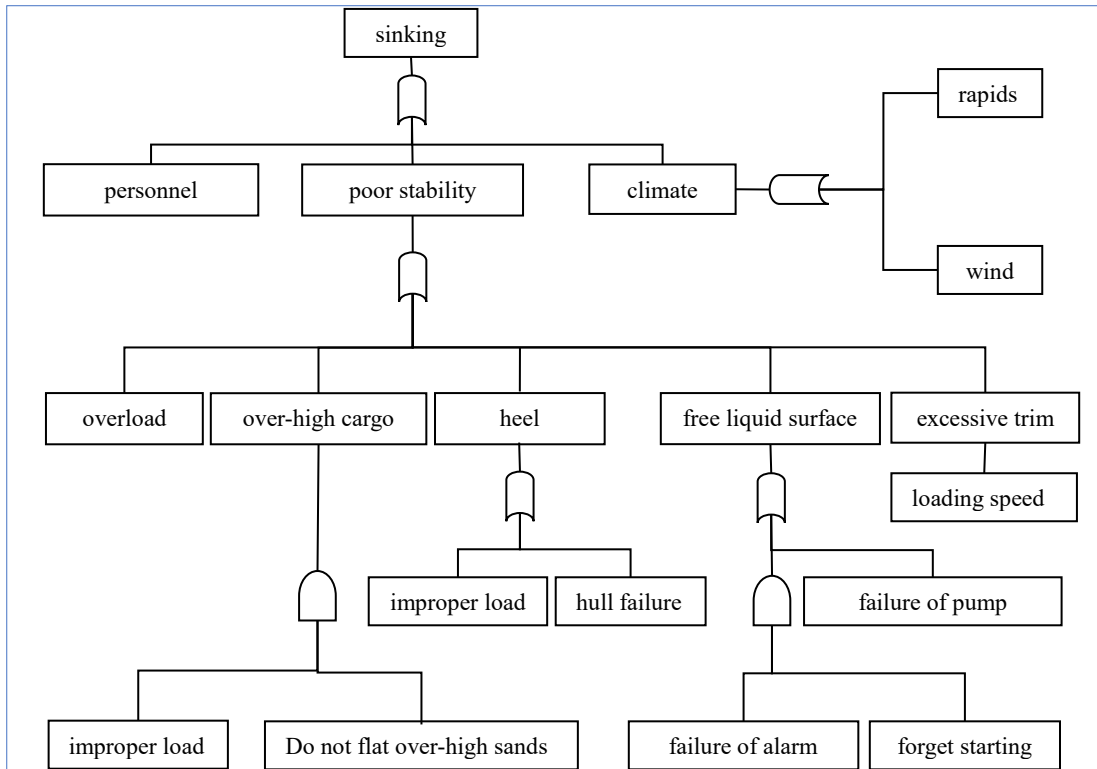 sinking
rapids
personnel
poor stability
climate
wind
overload
over-high cargo
heel
free liquid surface
excessive trim
loading speed
improper load
hull failure
failure of pump
improper load
Do not flat over-high sands
failure of alarm
forget starting